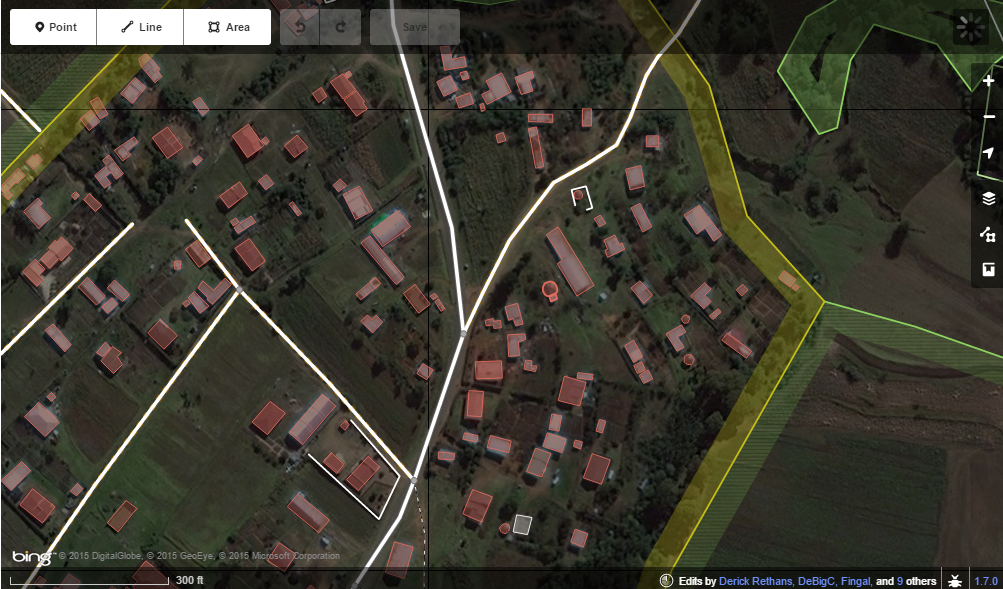 Point
Line
Area
Save
bing™ © 2015 DigitalGlobe, © 2015 GeoEye, © 2015 Microsoft Corporation
300 ft
Edits by Derick Rethans, DeBigC, Fingal, and 9 others
1.7.0